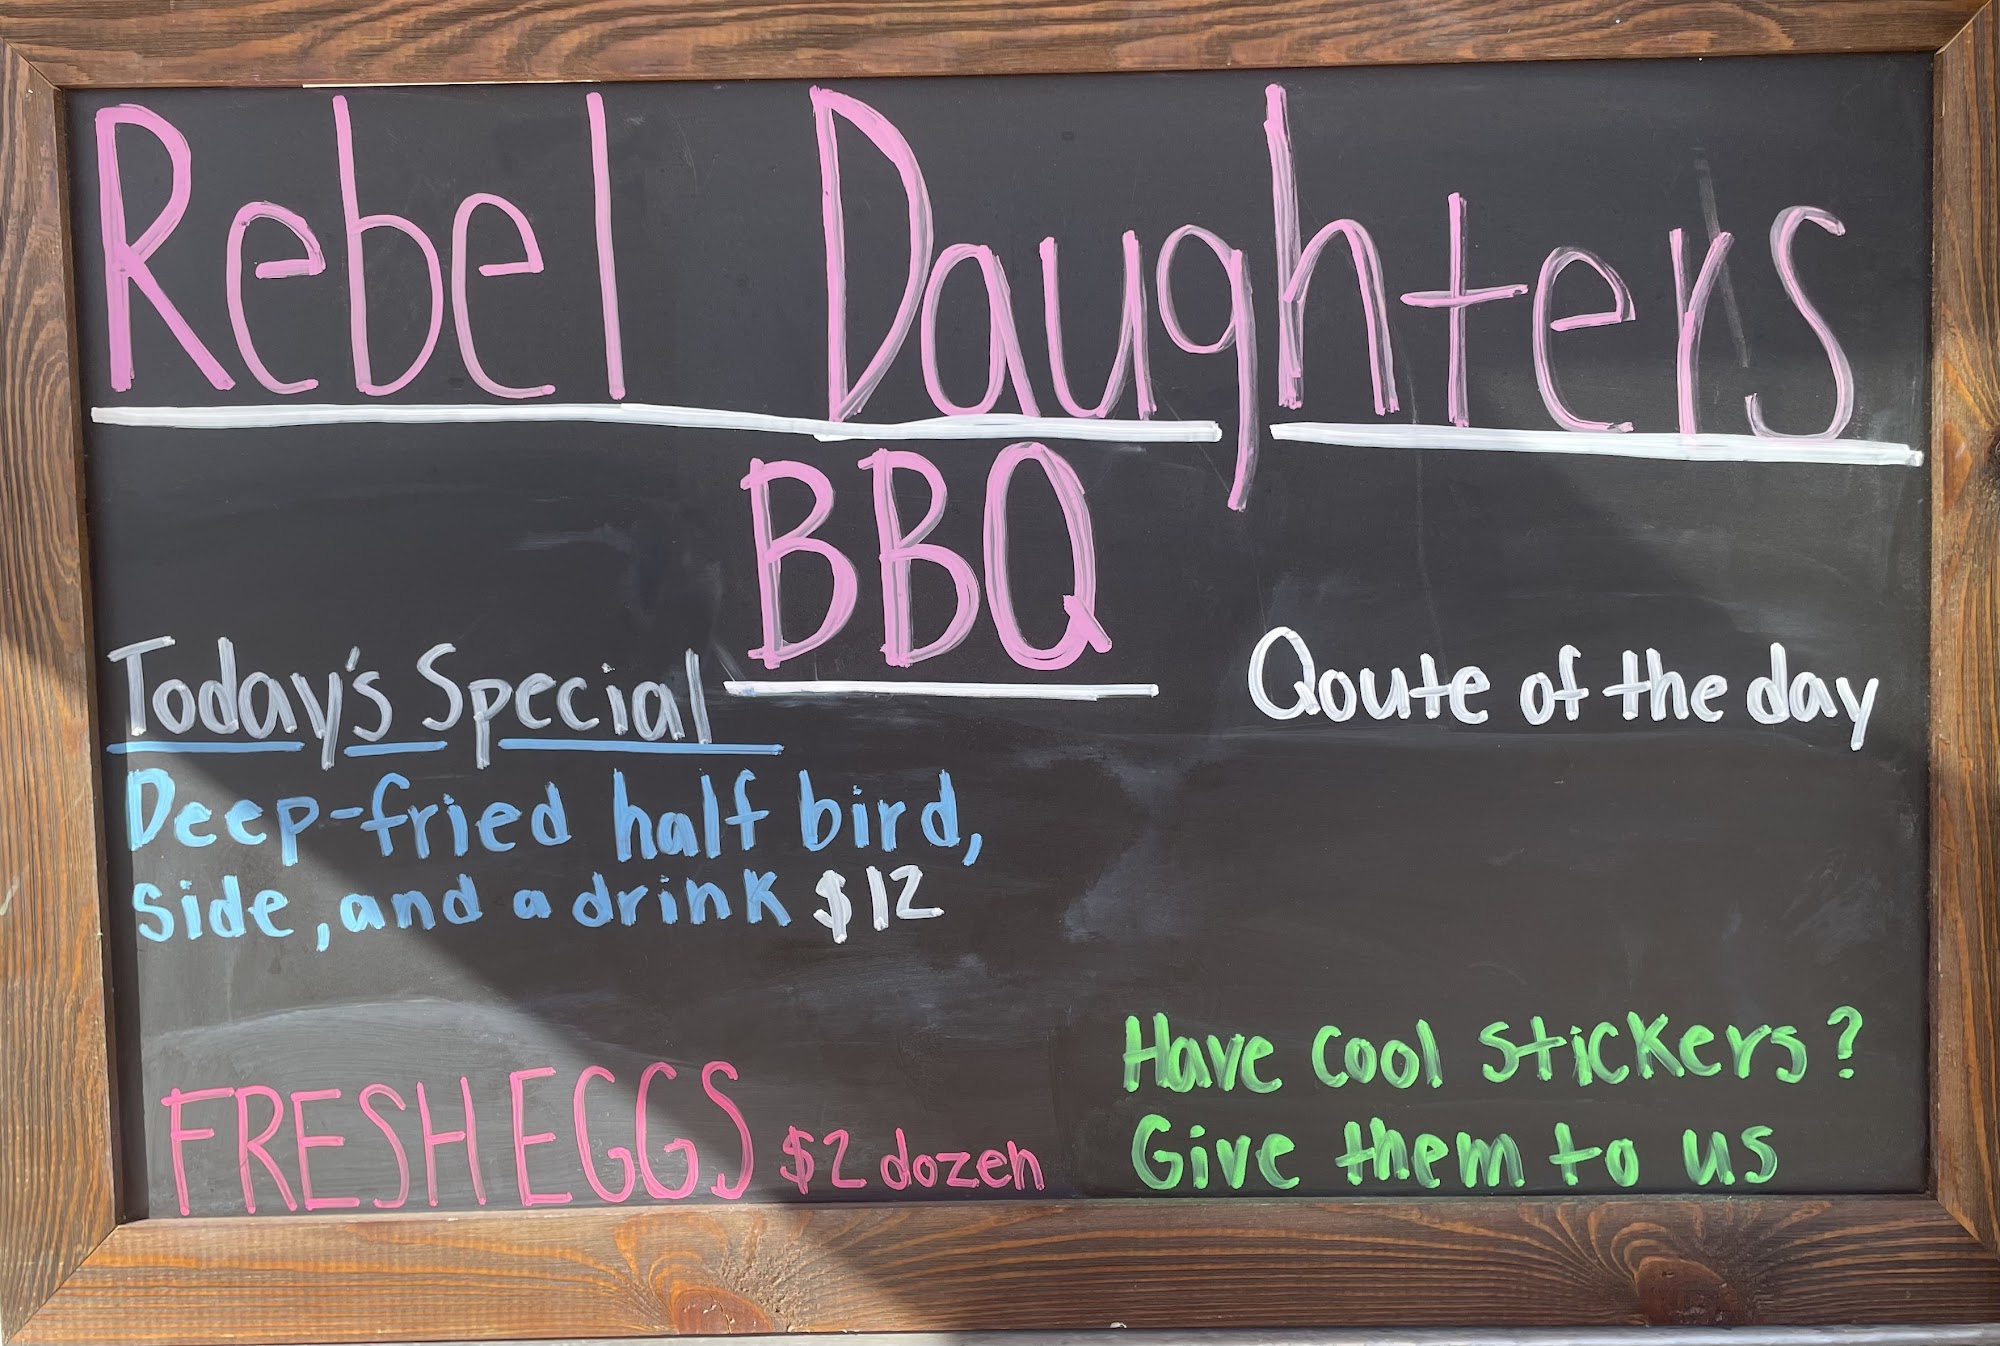 Rebel Daughters
BBQ
Today's Special
Deep-fried half bird,
side, and a drink $12
FRESH EGGS $2 dozen
Qoute of the day
Have cool stickers?
Give them to us